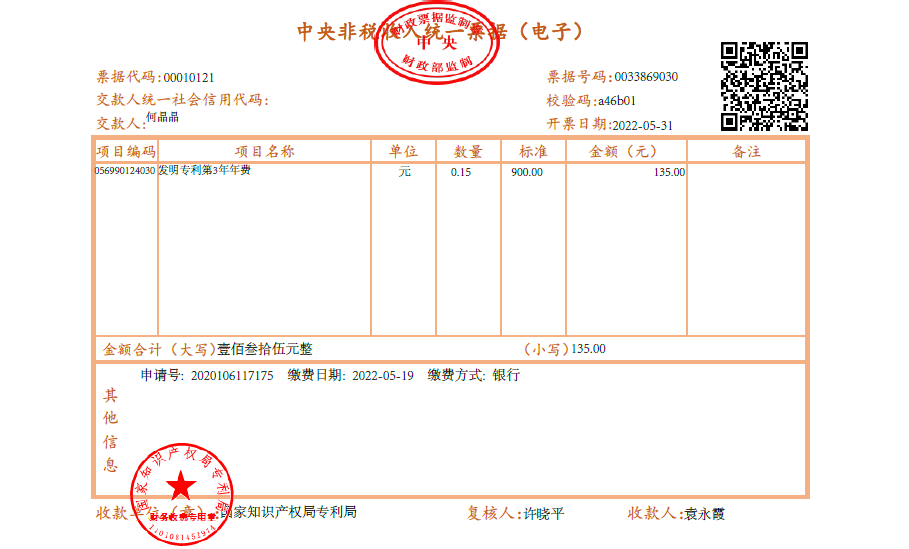 中央非税收入统一票据（电子）
财政票据监制章
中 央
财政部监制
票据代码:00010121
票据号码:0033869030
交款人统一社会信用代码:
校验码:a46b01
交款人:何晶晶
开票日期:2022-05-31
项目编码 项目名称 单位 数量 标准 金额（元） 备注
056990124030 发明专利第3年年费 元 0.15 900.00 135.00
金额合计（大写）壹佰叁拾伍元整 （小写）135.00
其他信息
申请号: 2020106117175 缴费日期: 2022-05-19 缴费方式: 银行
国家知识产权局专利局
财务收费专用章
收款单位（章）:国家知识产权局专利局 复核人:许晓平 收款人:袁永霞